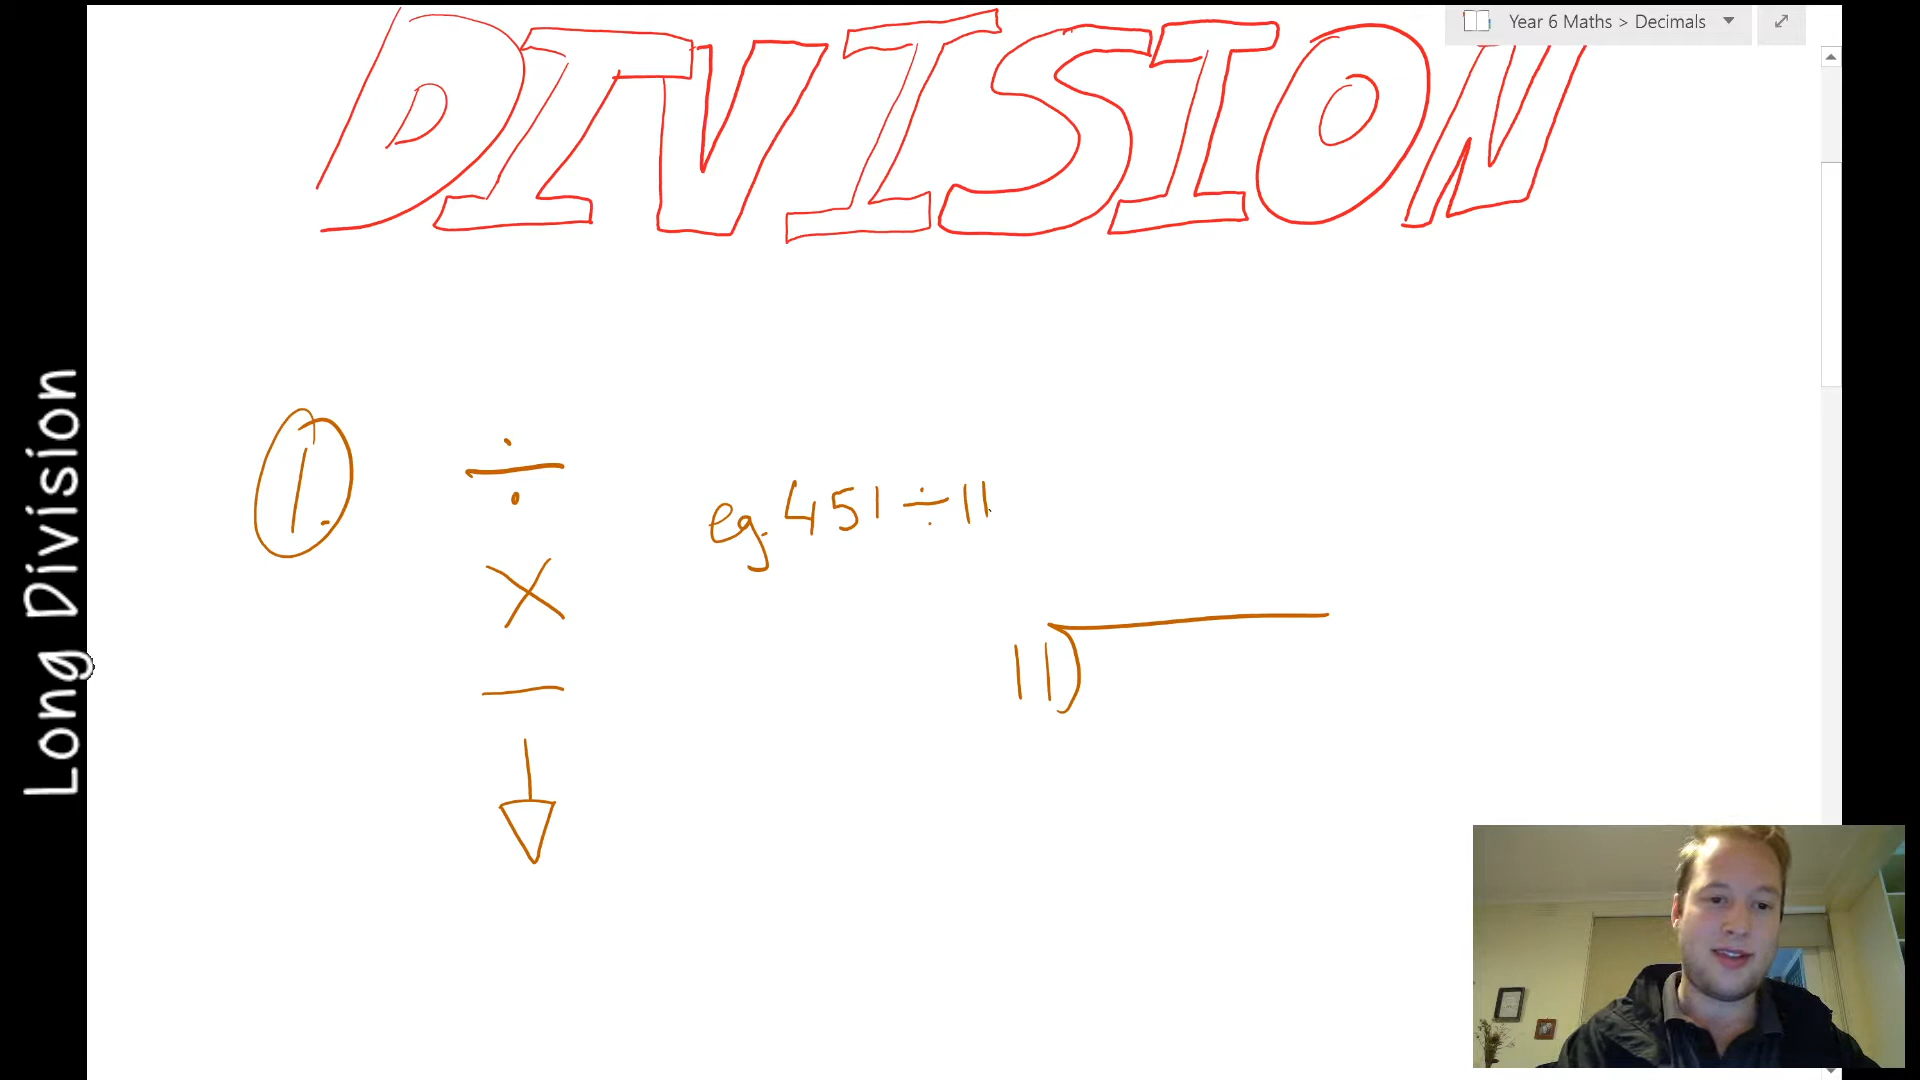 Year 6 Maths > Decimals
DIVISION
Long Division
1.
÷
eg. 451 ÷ 11
×
—
11)